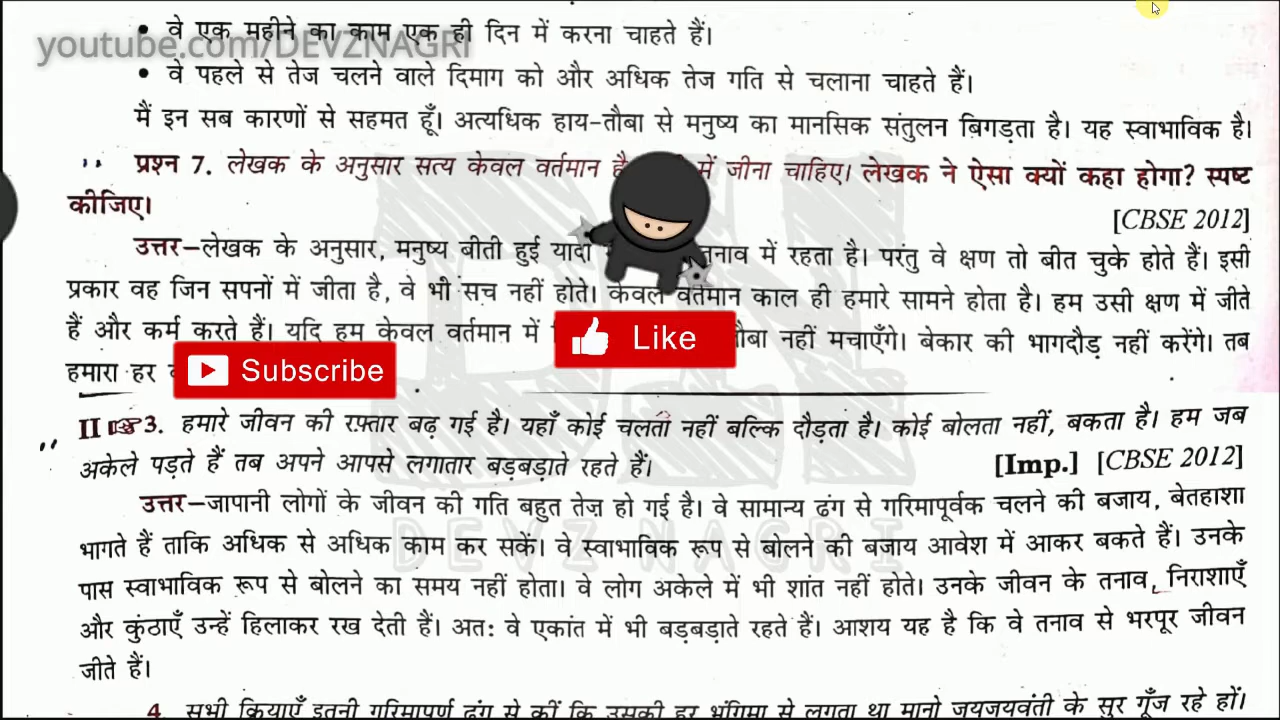 youtube.com/DEVZNAGRI
• वे एक महीने का काम एक ही दिन में करना चाहते हैं।
• वे पहले से तेज चलने वाले दिमाग को और अधिक तेज गति से चलाना चाहते हैं।
मैं इन सब कारणों से सहमत हूँ। अत्यधिक हाय-तौबा से मनुष्य का मानसिक संतुलन बिगड़ता है। यह स्वाभाविक है।
प्रश्न 7. लेखक के अनुसार सत्य केवल वर्तमान है में जीना चाहिए। लेखक ने ऐसा क्यों कहा होगा? स्पष्ट
कीजिए। [CBSE 2012]
उत्तर–लेखक के अनुसार, मनुष्य बीती हुई यादों तनाव में रहता है। परंतु वे क्षण तो बीत चुके होते हैं। इसी
प्रकार वह जिन सपनों में जीता है, वे भी सच नहीं होते। केवल वर्तमान काल ही हमारे सामने होता है। हम उसी क्षण में जीते
हैं और कर्म करते हैं। यदि हम केवल वर्तमान में तौबा नहीं मचाएँगे। बेकार की भागदौड़ नहीं करेंगे। तब
हमारा हर
Like
Subscribe
II ☞ 3. हमारे जीवन की रफ़्तार बढ़ गई है। यहाँ कोई चलता नहीं बल्कि दौड़ता है। कोई बोलता नहीं, बकता है। हम जब
अकेले पड़ते हैं तब अपने आपसे लगातार बड़बड़ाते रहते हैं। [Imp.] [CBSE 2012]
उत्तर–जापानी लोगों के जीवन की गति बहुत तेज़ हो गई है। वे सामान्य ढंग से गरिमापूर्वक चलने की बजाय, बेतहाशा
भागते हैं ताकि अधिक से अधिक काम कर सकें। वे स्वाभाविक रूप से बोलने की बजाय आवेश में आकर बकते हैं। उनके
पास स्वाभाविक रूप से बोलने का समय नहीं होता। वे लोग अकेले में भी शांत नहीं होते। उनके जीवन के तनाव, निराशाएँ
और कुंठाएँ उन्हें हिलाकर रख देती हैं। अतः वे एकांत में भी बड़बड़ाते रहते हैं। आशय यह है कि वे तनाव से भरपूर जीवन
जीते हैं।
DEVZ NAGRI
4. सभी क्रियाएँ इतनी गरिमापूर्ण ढंग से कीं कि उसकी हर भंगिमा से लगता था मानो जयजयवंती के सुर गूँज रहे हों।